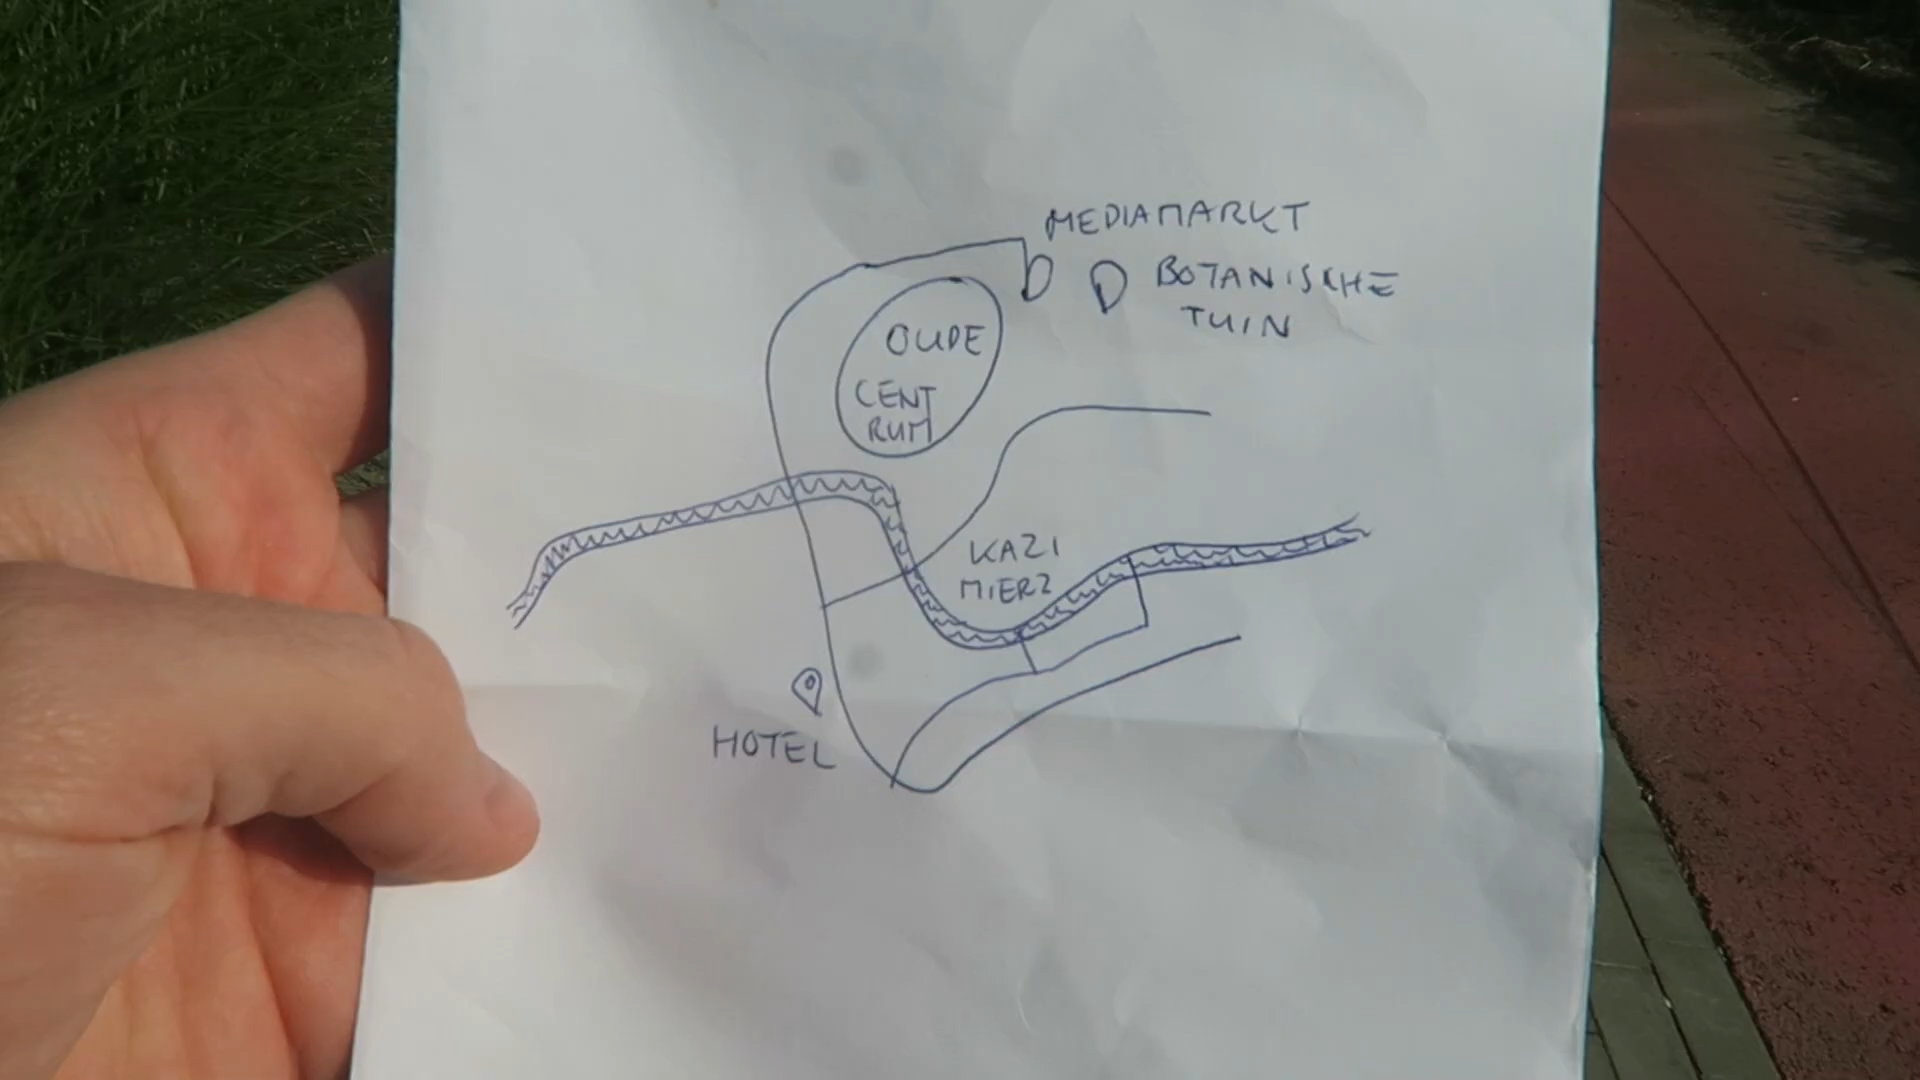 MEDIAMARKT
BOTANISCHE
TUIN
OUDE
CENT
RUM
KAZI
MIERZ
HOTEL